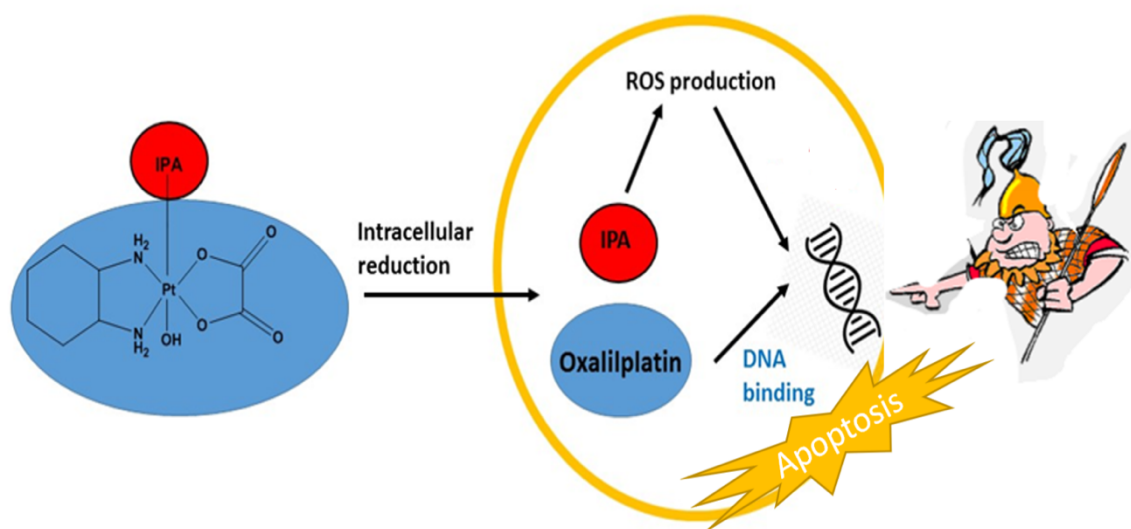 IPA
H₂
N
Pt
N
H₂
OH
O
O
O
O
Intracellular
reduction
ROS production
IPA
Oxalilplatin
DNA
binding
Apoptosis